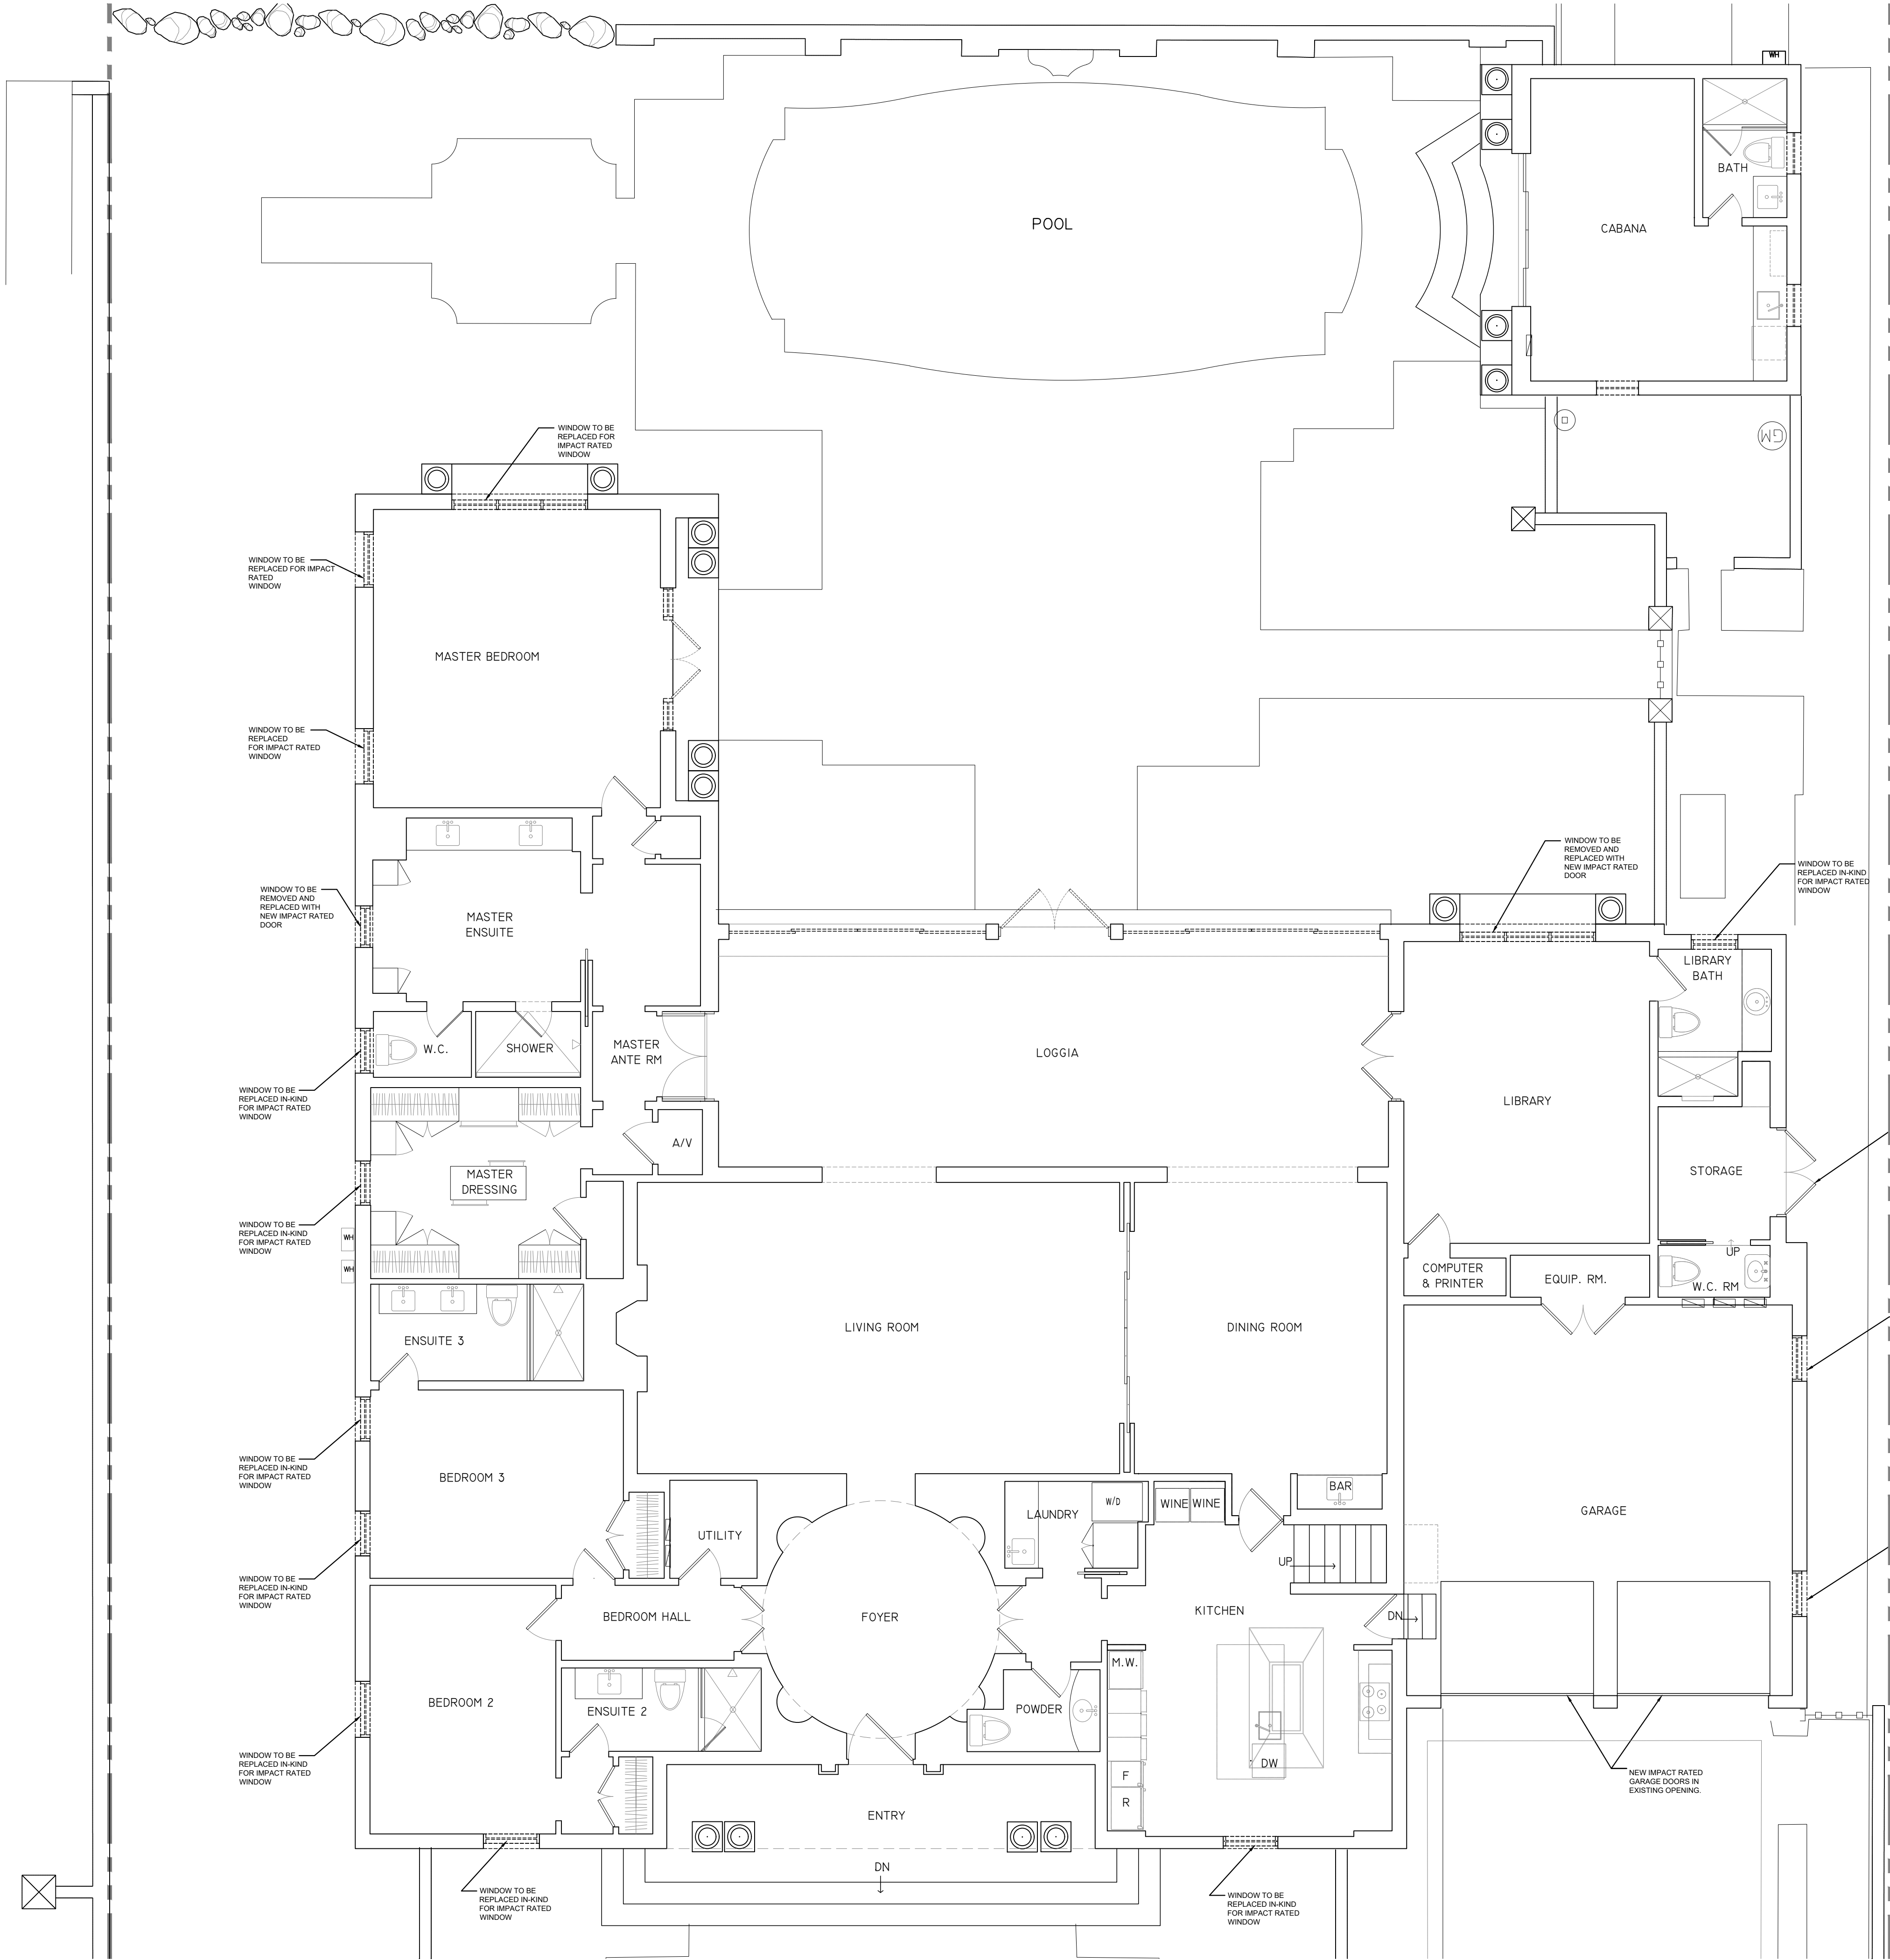 WH
BATH
POOL
CABANA
WINDOW TO BE
REPLACED FOR
IMPACT RATED
WINDOW
GM
WINDOW TO BE
REPLACED FOR IMPACT
RATED
WINDOW
MASTER BEDROOM
WINDOW TO BE
REPLACED
FOR IMPACT RATED
WINDOW
WINDOW TO BE
REMOVED AND
REPLACED WITH
NEW IMPACT RATED
DOOR
WINDOW TO BE
REPLACED IN-KIND
FOR IMPACT RATED
WINDOW
WINDOW TO BE
REMOVED AND
REPLACED WITH
NEW IMPACT RATED
DOOR
MASTER
ENSUITE
LIBRARY
BATH
W.C.
SHOWER
MASTER
ANTE RM
LOGGIA
WINDOW TO BE
REPLACED IN-KIND
FOR IMPACT RATED
WINDOW
LIBRARY
A/V
STORAGE
MASTER
DRESSING
WINDOW TO BE
REPLACED IN-KIND
FOR IMPACT RATED
WINDOW
WH
WH
UP
COMPUTER
& PRINTER
EQUIP. RM.
W.C. RM
ENSUITE 3
LIVING ROOM
DINING ROOM
WINDOW TO BE
REPLACED IN-KIND
FOR IMPACT RATED
WINDOW
BEDROOM 3
BAR
W/D
WINE WINE
LAUNDRY
GARAGE
UTILITY
UP
WINDOW TO BE
REPLACED IN-KIND
FOR IMPACT RATED
WINDOW
BEDROOM HALL
FOYER
KITCHEN
DN
M.W.
BEDROOM 2
ENSUITE 2
POWDER
WINDOW TO BE
REPLACED IN-KIND
FOR IMPACT RATED
WINDOW
DW
F
R
NEW IMPACT RATED
GARAGE DOORS IN
EXISTING OPENING.
ENTRY
DN
WINDOW TO BE
REPLACED IN-KIND
FOR IMPACT RATED
WINDOW
WINDOW TO BE
REPLACED IN-KIND
FOR IMPACT RATED
WINDOW